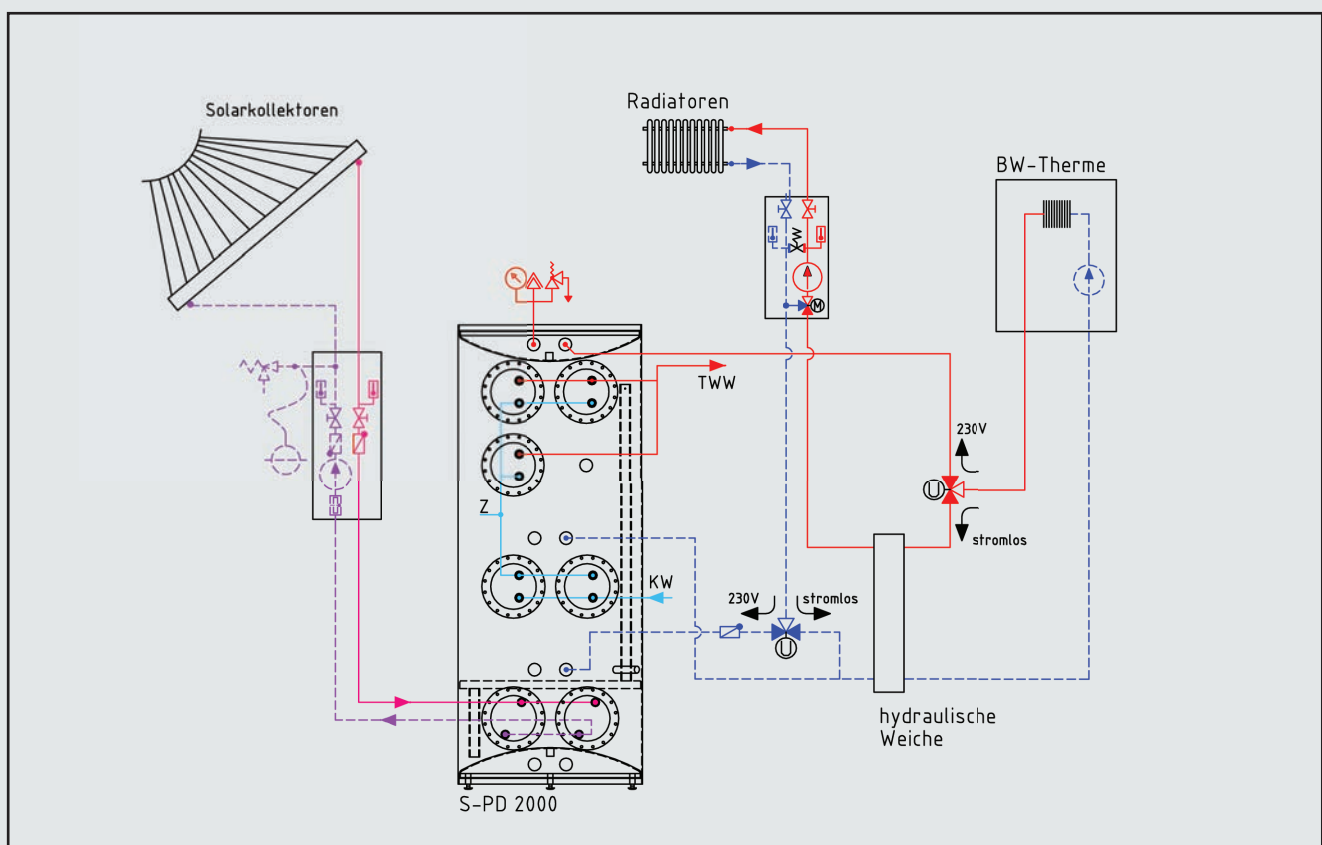 Solarkollektoren
Radiatoren
BW-Therme
M
TWW
230V
U
stromlos
Z
KW
230V
stromlos
U
hydraulische
Weiche
S-PD 2000